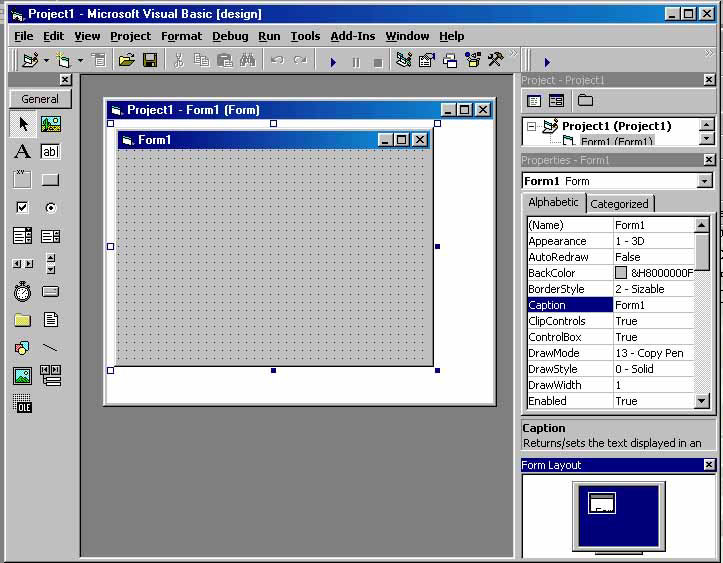 Project1 - Microsoft Visual Basic [design]
File Edit View Project Format Debug Run Tools Add-Ins Window Help
General
A ab|
XY
OLE
Project1 - Form1 (Form)
Form1
Project - Project1
Project1 (Project1)
Form1 (Form1)
Properties - Form1
Form1 Form
Alphabetic Categorized
(Name) Form1
Appearance 1 - 3D
AutoRedraw False
BackColor &H8000000F
BorderStyle 2 - Sizable
Caption Form1
ClipControls True
ControlBox True
DrawMode 13 - Copy Pen
DrawStyle 0 - Solid
DrawWidth 1
Enabled True
Caption
Returns/sets the text displayed in an
Form Layout